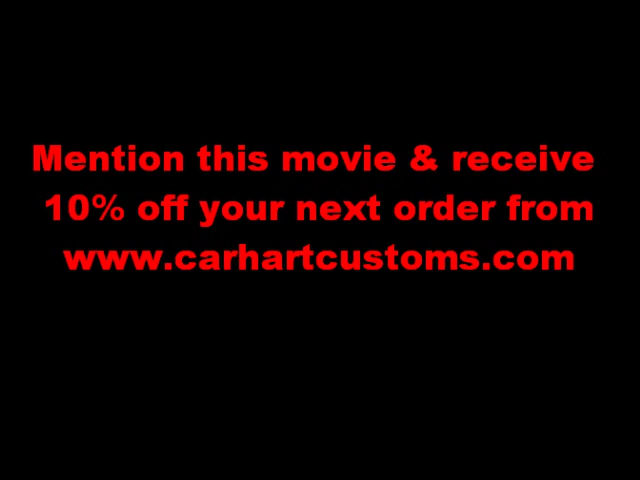 Mention this movie & receive
10% off your next order from
www.carhartcustoms.com